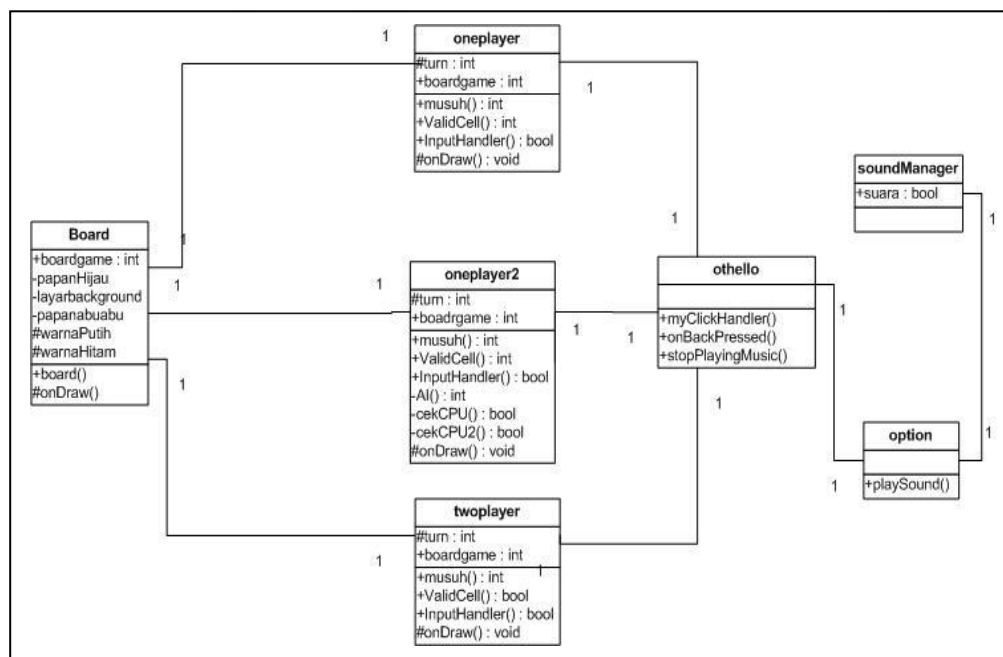 oneplayer
#turn : int
+boardgame : int
+musuh() : int
+ValidCell() : int
+InputHandler() : bool
#onDraw() : void
1
1
soundManager
+suara : bool
1
1
Board
+boardgame : int
-papanHijau
-layarbackground
-papanabuabu
#warnaPutih
#warnaHitam
+board()
#onDraw()
1
1
1
1
oneplayer2
#turn : int
+boadrgame : int
+musuh() : int
+ValidCell() : int
+InputHandler() : bool
-AI() : int
-cekCPU() : bool
-cekCPU2() : bool
#onDraw() : void
1
1
othello
+myClickHandler()
+onBackPressed()
+stopPlayingMusic()
1
1
option
+playSound()
1
1
twoplayer
#turn : int
+boardgame : int
+musuh() : int
+ValidCell() : bool
+InputHandler() : bool
#onDraw() : void
1
1